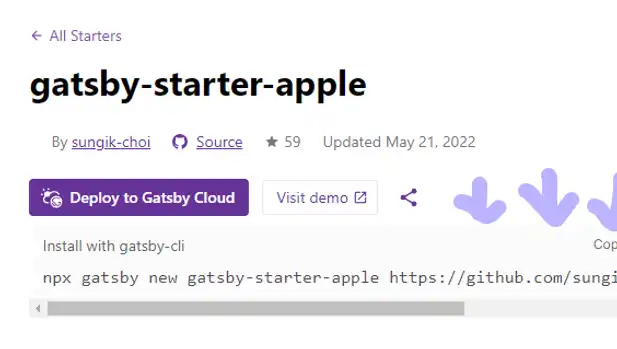 ← All Starters
gatsby-starter-apple
By sungik-choi Source ★ 59 Updated May 21, 2022
Deploy to Gatsby Cloud Visit demo
Install with gatsby-cli
npx gatsby new gatsby-starter-apple https://github.com/sungi